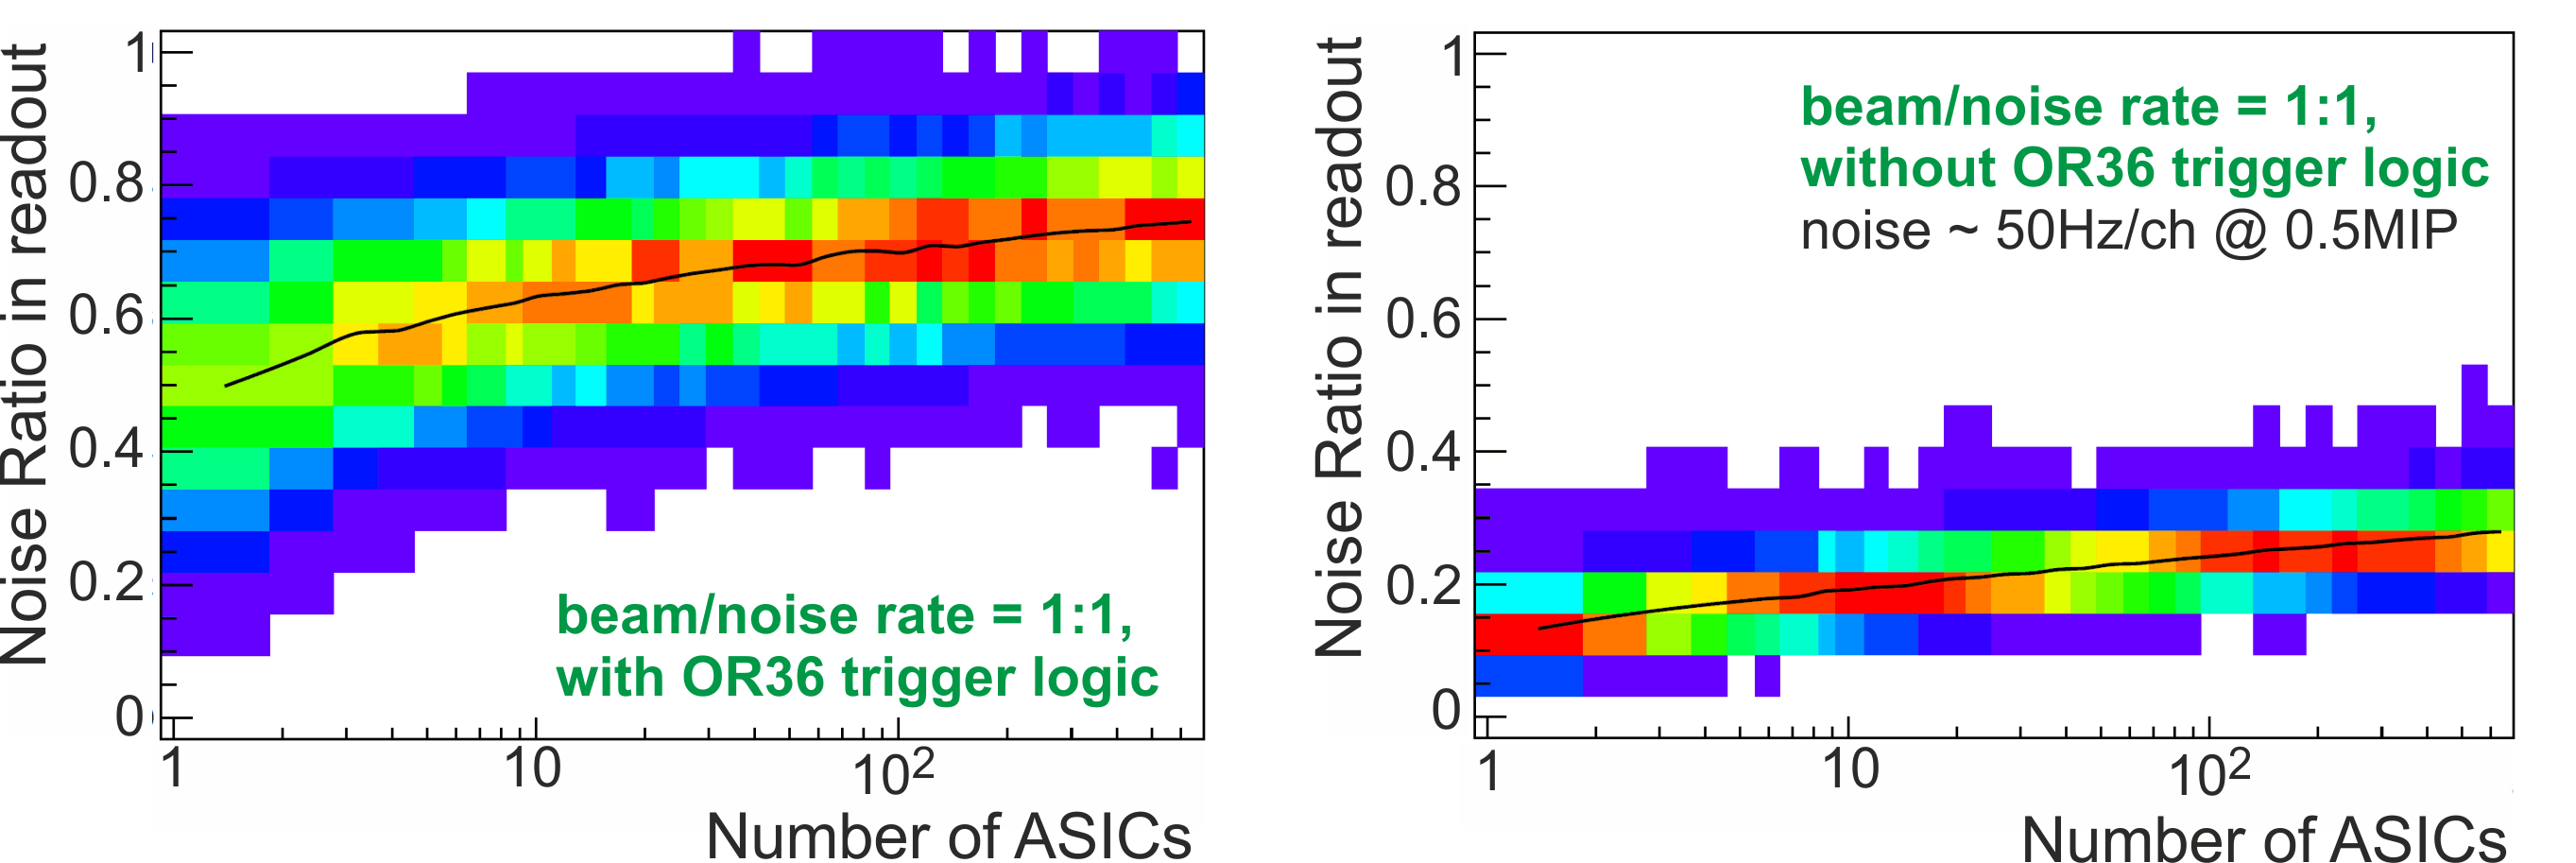 Noise Ratio in readout
1
0.8
0.6
0.4
0.2
0
beam/noise rate = 1:1,
with OR36 trigger logic
1 10 10²
Number of ASICs
Noise Ratio in readout
1
0.8
0.6
0.4
0.2
0
beam/noise rate = 1:1,
without OR36 trigger logic
noise ~ 50Hz/ch @ 0.5MIP
1 10 10²
Number of ASICs